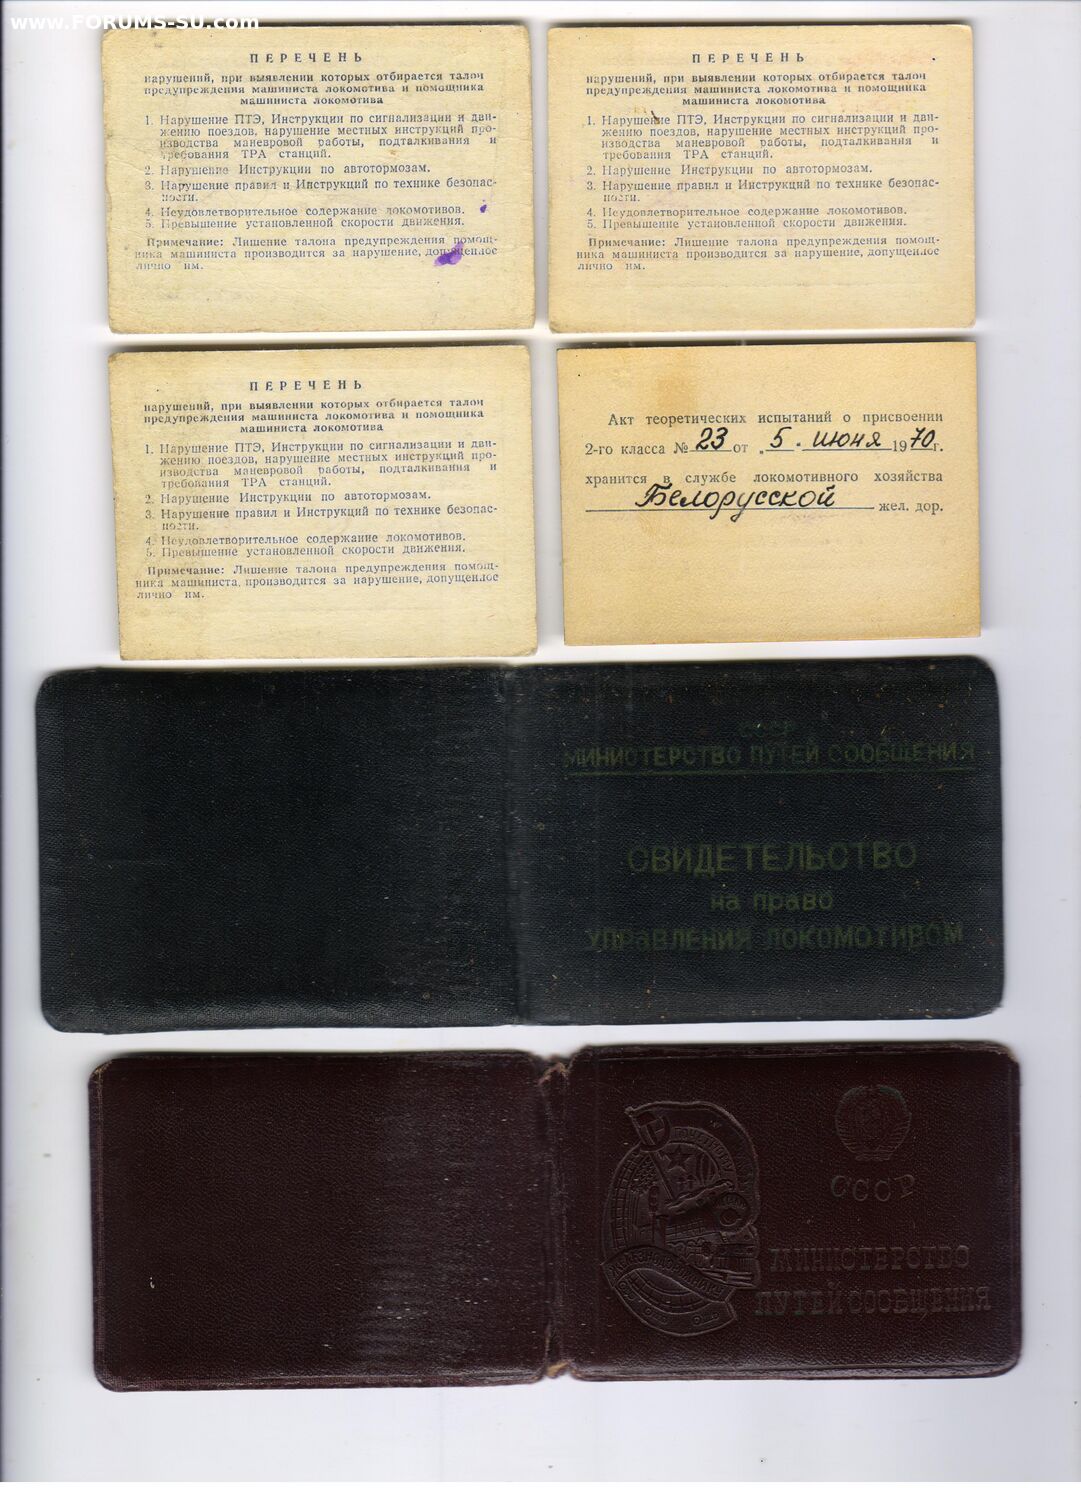 www.FORUMS-SU.com
ПЕРЕЧЕНЬ
нарушений, при выявлении которых отбирается талон
предупреждения машиниста локомотива и помощника
машиниста локомотива
1. Нарушение ПТЭ, Инструкции по сигнализации и дви-
жению поездов, нарушение местных инструкций про-
изводства маневровой работы, подталкивания и
требования ТРА станций.
2. Нарушение Инструкции по автотормозам.
3. Нарушение правил и Инструкций по технике безопас-
ности.
4. Неудовлетворительное содержание локомотивов.
5. Превышение установленной скорости движения.
Примечание: Лишение талона предупреждения помощ-
ника машиниста производится за нарушение, допущенное
лично им.
ПЕРЕЧЕНЬ
нарушений, при выявлении которых отбирается талон
предупреждения машиниста локомотива и помощника
машиниста локомотива
1. Нарушение ПТЭ, Инструкции по сигнализации и дви-
жению поездов, нарушение местных инструкций про-
изводства маневровой работы, подталкивания и
требования ТРА станций.
2. Нарушение Инструкции по автотормозам.
3. Нарушение правил и Инструкций по технике безопас-
ности.
4. Неудовлетворительное содержание локомотивов.
5. Превышение установленной скорости движения.
Примечание: Лишение талона предупреждения помощ-
ника машиниста производится за нарушение, допущенное
лично им.
ПЕРЕЧЕНЬ
нарушений, при выявлении которых отбирается талон
предупреждения машиниста локомотива и помощника
машиниста локомотива
1. Нарушение ПТЭ, Инструкции по сигнализации и дви-
жению поездов, нарушение местных инструкций про-
изводства маневровой работы, подталкивания и
требования ТРА станций.
2. Нарушение Инструкции по автотормозам.
3. Нарушение правил и Инструкций по технике безопас-
ности.
4. Неудовлетворительное содержание локомотивов.
5. Превышение установленной скорости движения.
Примечание: Лишение талона предупреждения помощ-
ника машиниста производится за нарушение, допущенное
лично им.
Акт теоретических испытаний о присвоении
2-го класса № 23 от „5" июня 1970 г.
хранится в службе локомотивного хозяйства
Белорусской жел. дор.
СССР
МИНИСТЕРСТВО ПУТЕЙ СООБЩЕНИЯ
СВИДЕТЕЛЬСТВО
на право
УПРАВЛЕНИЯ ЛОКОМОТИВОМ
ПОЧЕТНОМУ
ЖЕЛЕЗНОДОРОЖНИКУ
СССР
МИНИСТЕРСТВО
ПУТЕЙ СООБЩЕНИЯ